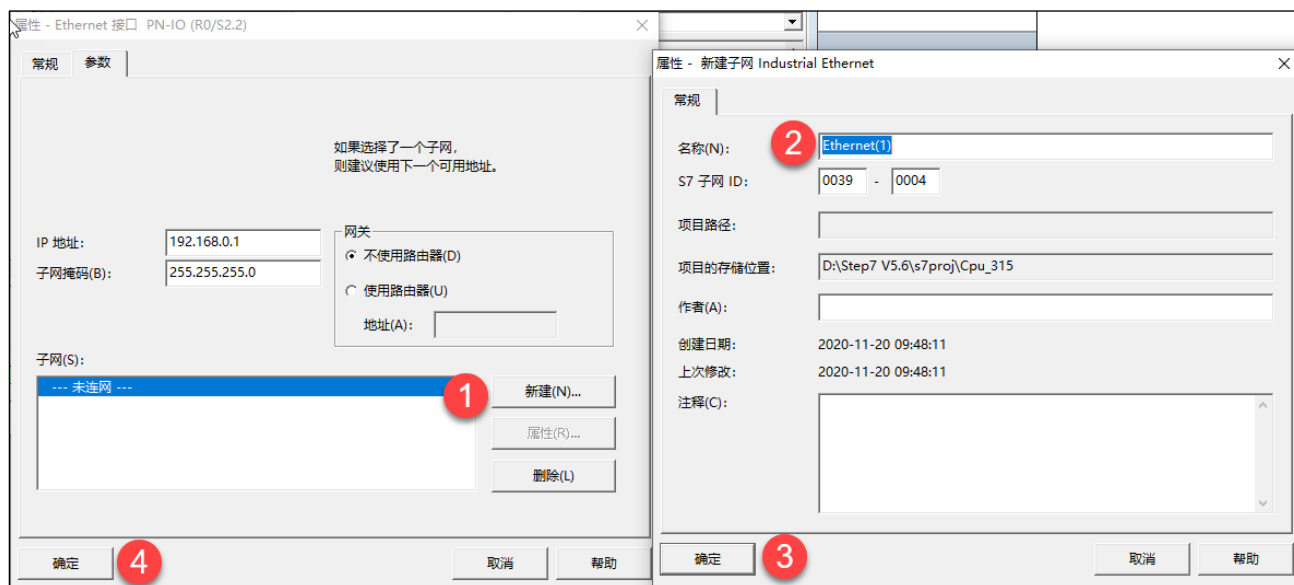 属性 - Ethernet 接口 PN-IO (R0/S2.2)
常规
参数
如果选择了一个子网,
则建议使用下一个可用地址。
IP 地址:
192.168.0.1
子网掩码(B):
255.255.255.0
网关
不使用路由器(D)
使用路由器(U)
地址(A):
子网(S):
--- 未连网 ---
1
新建(N)...
属性(R)...
删除(L)
确定
4
取消
帮助
属性 - 新建子网 Industrial Ethernet
常规
名称(N):
2
Ethernet(1)
S7 子网 ID:
0039 - 0004
项目路径:
项目的存储位置:
D:\Step7 V5.6\s7proj\Cpu_315
作者(A):
创建日期:
2020-11-20 09:48:11
上次修改:
2020-11-20 09:48:11
注释(C):
确定
3
取消
帮助